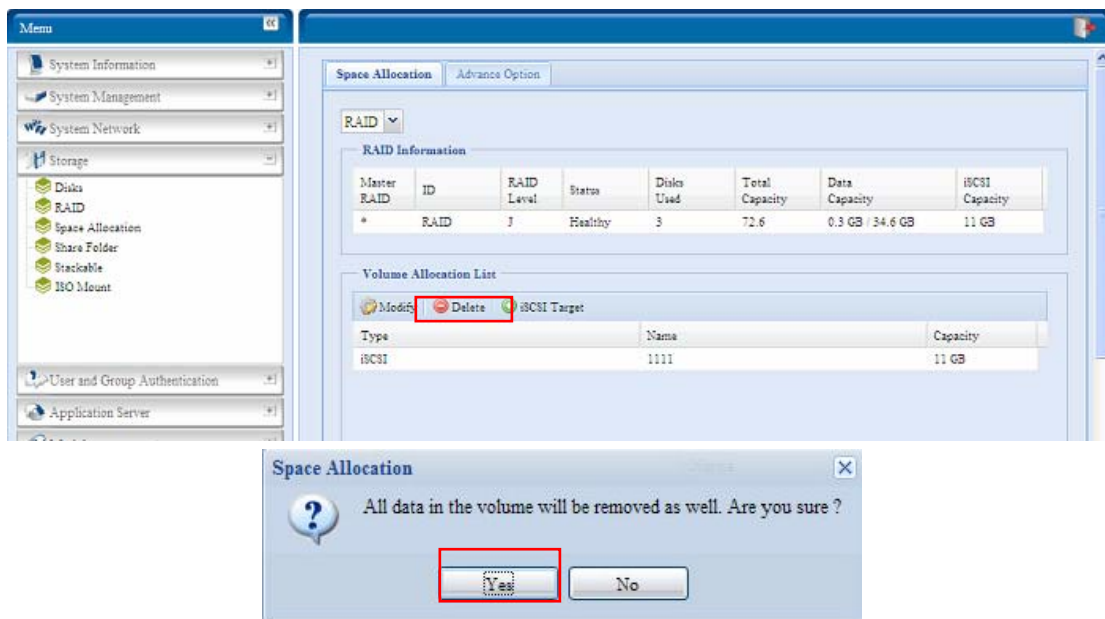 Menu
System Information
System Management
System Network
Storage
Disks
RAID
Space Allocation
Share Folder
Stackable
ISO Mount
User and Group Authentication
Application Server
Space Allocation Advance Option
RAID
RAID Information
Master RAID ID RAID Level Status Disks Used Total Capacity Data Capacity iSCSI Capacity
* RAID J Healthy 3 72.6 0.3 GB / 34.6 GB 11 GB
Volume Allocation List
Modify Delete iSCSI Target
Type Name Capacity
iSCSI 1111 11 GB
Space Allocation
All data in the volume will be removed as well. Are you sure ?
Yes No